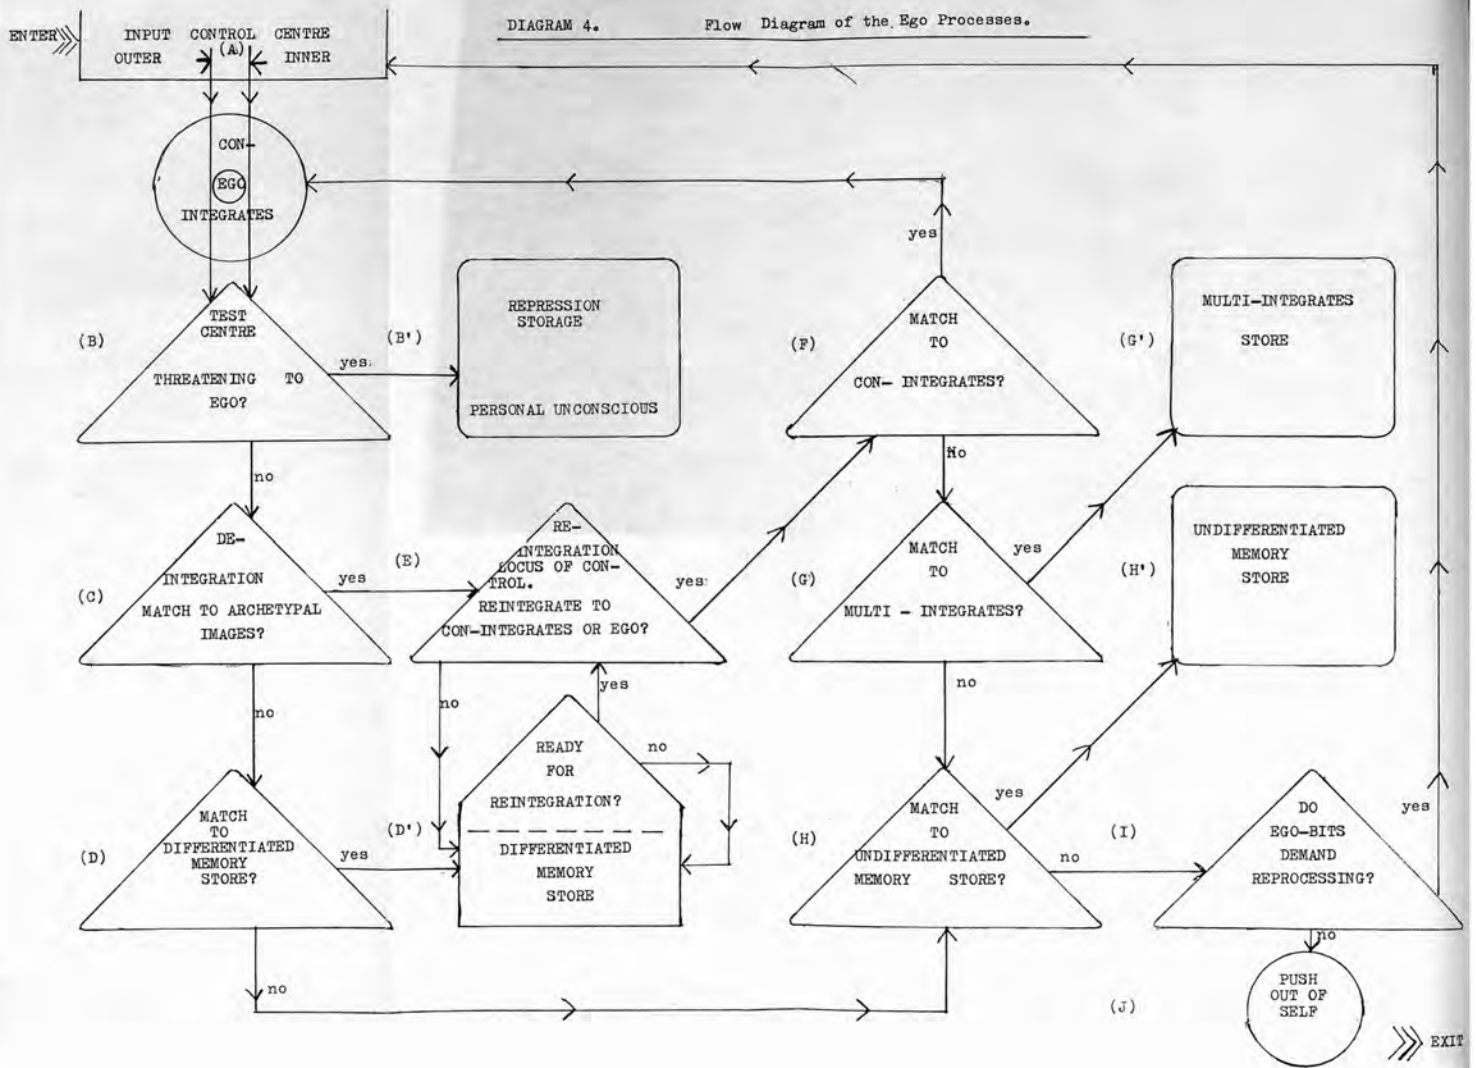 DIAGRAM 4. Flow Diagram of the Ego Processes.
ENTER
INPUT CONTROL CENTRE
(A)
OUTER INNER
CON-
EGO
INTEGRATES
(B)
TEST
CENTRE
THREATENING TO
EGO?
yes
(B')
REPRESSION
STORAGE
PERSONAL UNCONSCIOUS
no
(C)
DE-
INTEGRATION
MATCH TO ARCHETYPAL
IMAGES?
yes
(E)
RE-
INTEGRATION
LOCUS OF CON-
TROL.
REINTEGRATE TO
CON-INTEGRATES OR EGO?
yes
no
no
(D)
MATCH
TO
DIFFERENTIATED
MEMORY
STORE?
yes
(D')
READY
FOR
REINTEGRATION?
DIFFERENTIATED
MEMORY
STORE
yes
no
no
(F)
MATCH
TO
CON- INTEGRATES?
yes
No
(G)
MATCH
TO
MULTI - INTEGRATES?
yes
(G')
MULTI-INTEGRATES
STORE
no
(H)
MATCH
TO
UNDIFFERENTIATED
MEMORY STORE?
yes
(H')
UNDIFFERENTIATED
MEMORY
STORE
no
(I)
DO
EGO-BITS
DEMAND
REPROCESSING?
yes
no
(J)
PUSH
OUT OF
SELF
EXIT